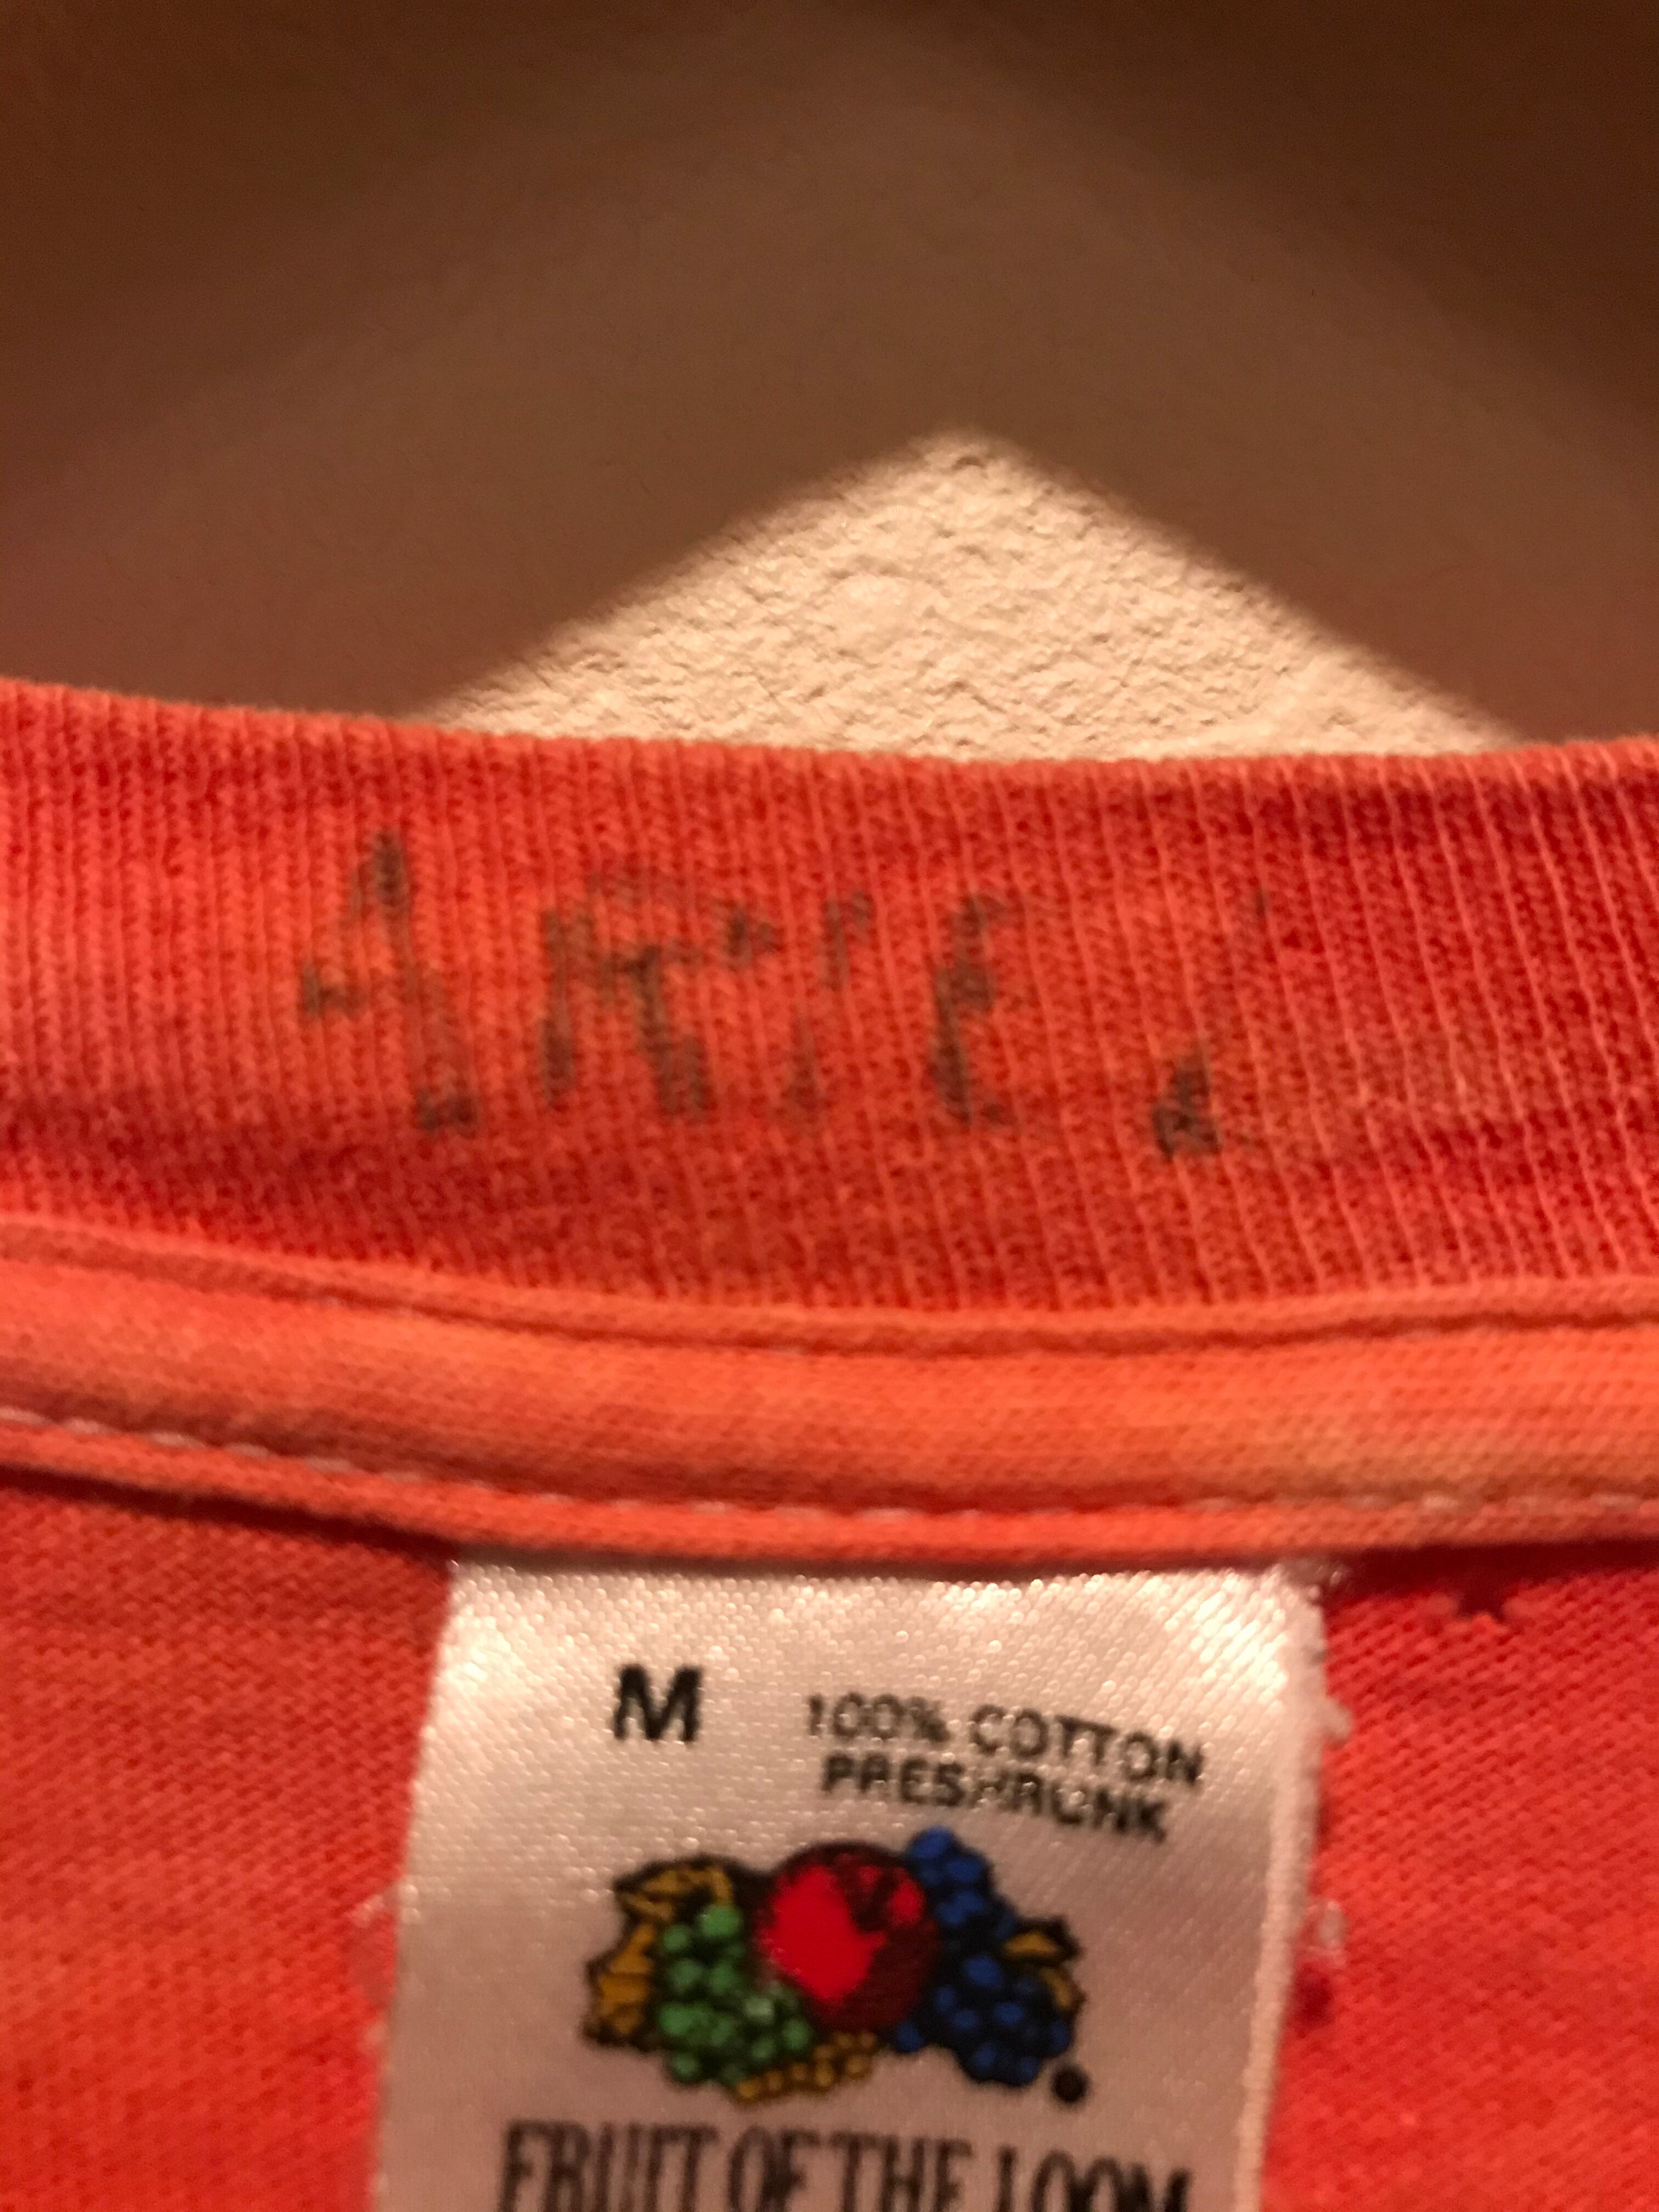 M 100% COTTON
PRESHRUNK
FRUIT OF THE LOOM